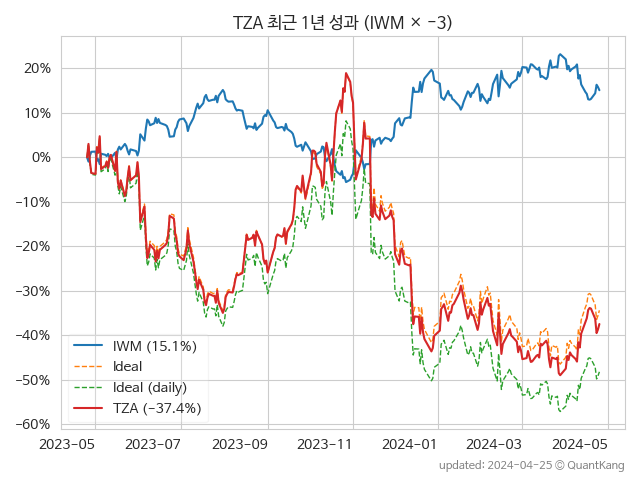 TZA 최근 1년 성과 (IWM × −3)
20%
10%
0%
−10%
−20%
−30%
−40%
−50%
−60%
IWM (15.1%)
Ideal
Ideal (daily)
TZA (−37.4%)
2023-05 2023-07 2023-09 2023-11 2024-01 2024-03 2024-05
updated: 2024-04-25 © QuantKang